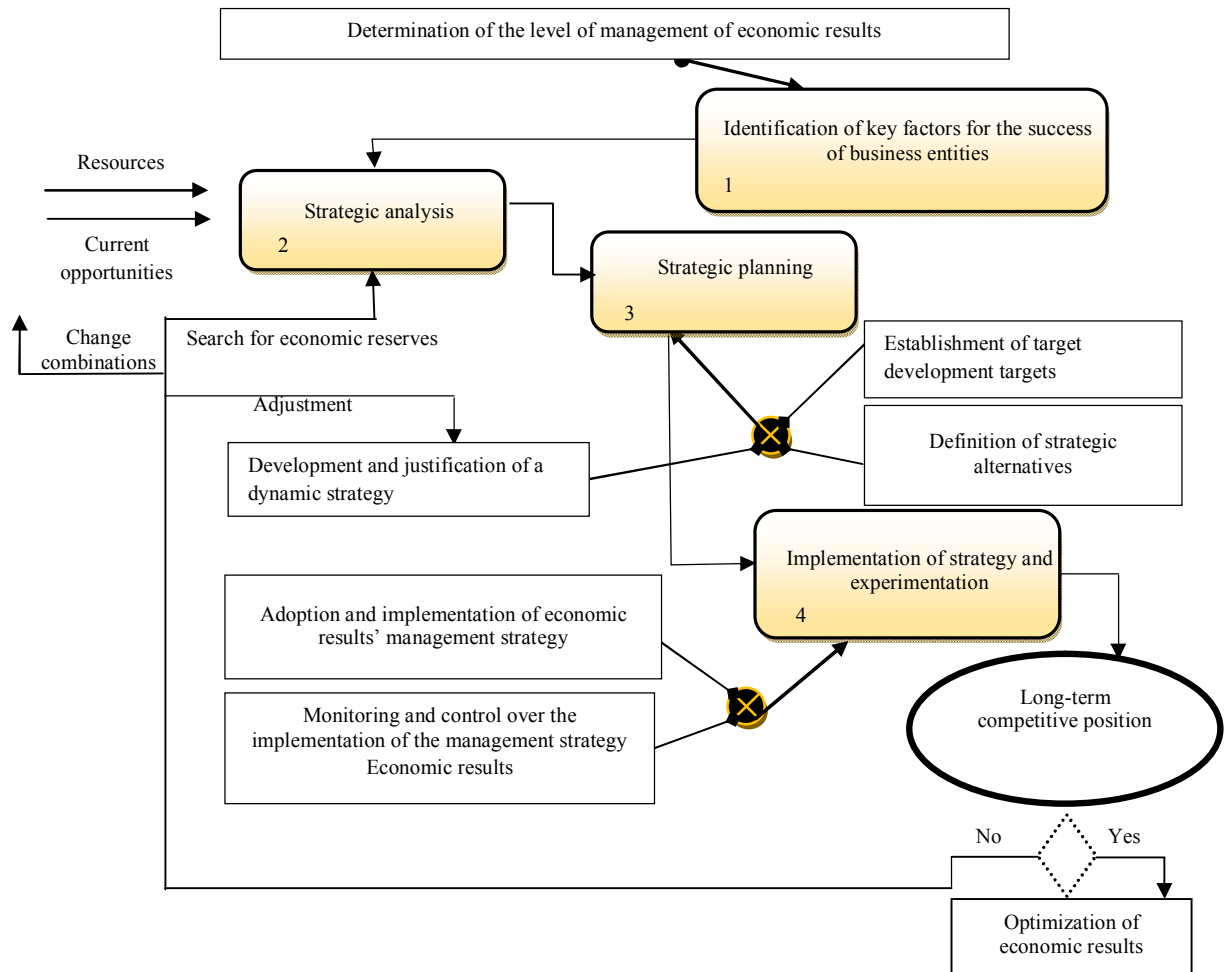 Determination of the level of management of economic results
Identification of key factors for the success
of business entities
1
Resources
Strategic analysis
2
Current
opportunities
Strategic planning
3
Change
combinations
Search for economic reserves
Establishment of target
development targets
Adjustment
Definition of strategic
alternatives
Development and justification of a
dynamic strategy
Implementation of strategy and
experimentation
4
Adoption and implementation of economic
results’ management strategy
Monitoring and control over the
implementation of the management strategy
Economic results
Long-term
competitive position
No
Yes
Optimization of
economic results